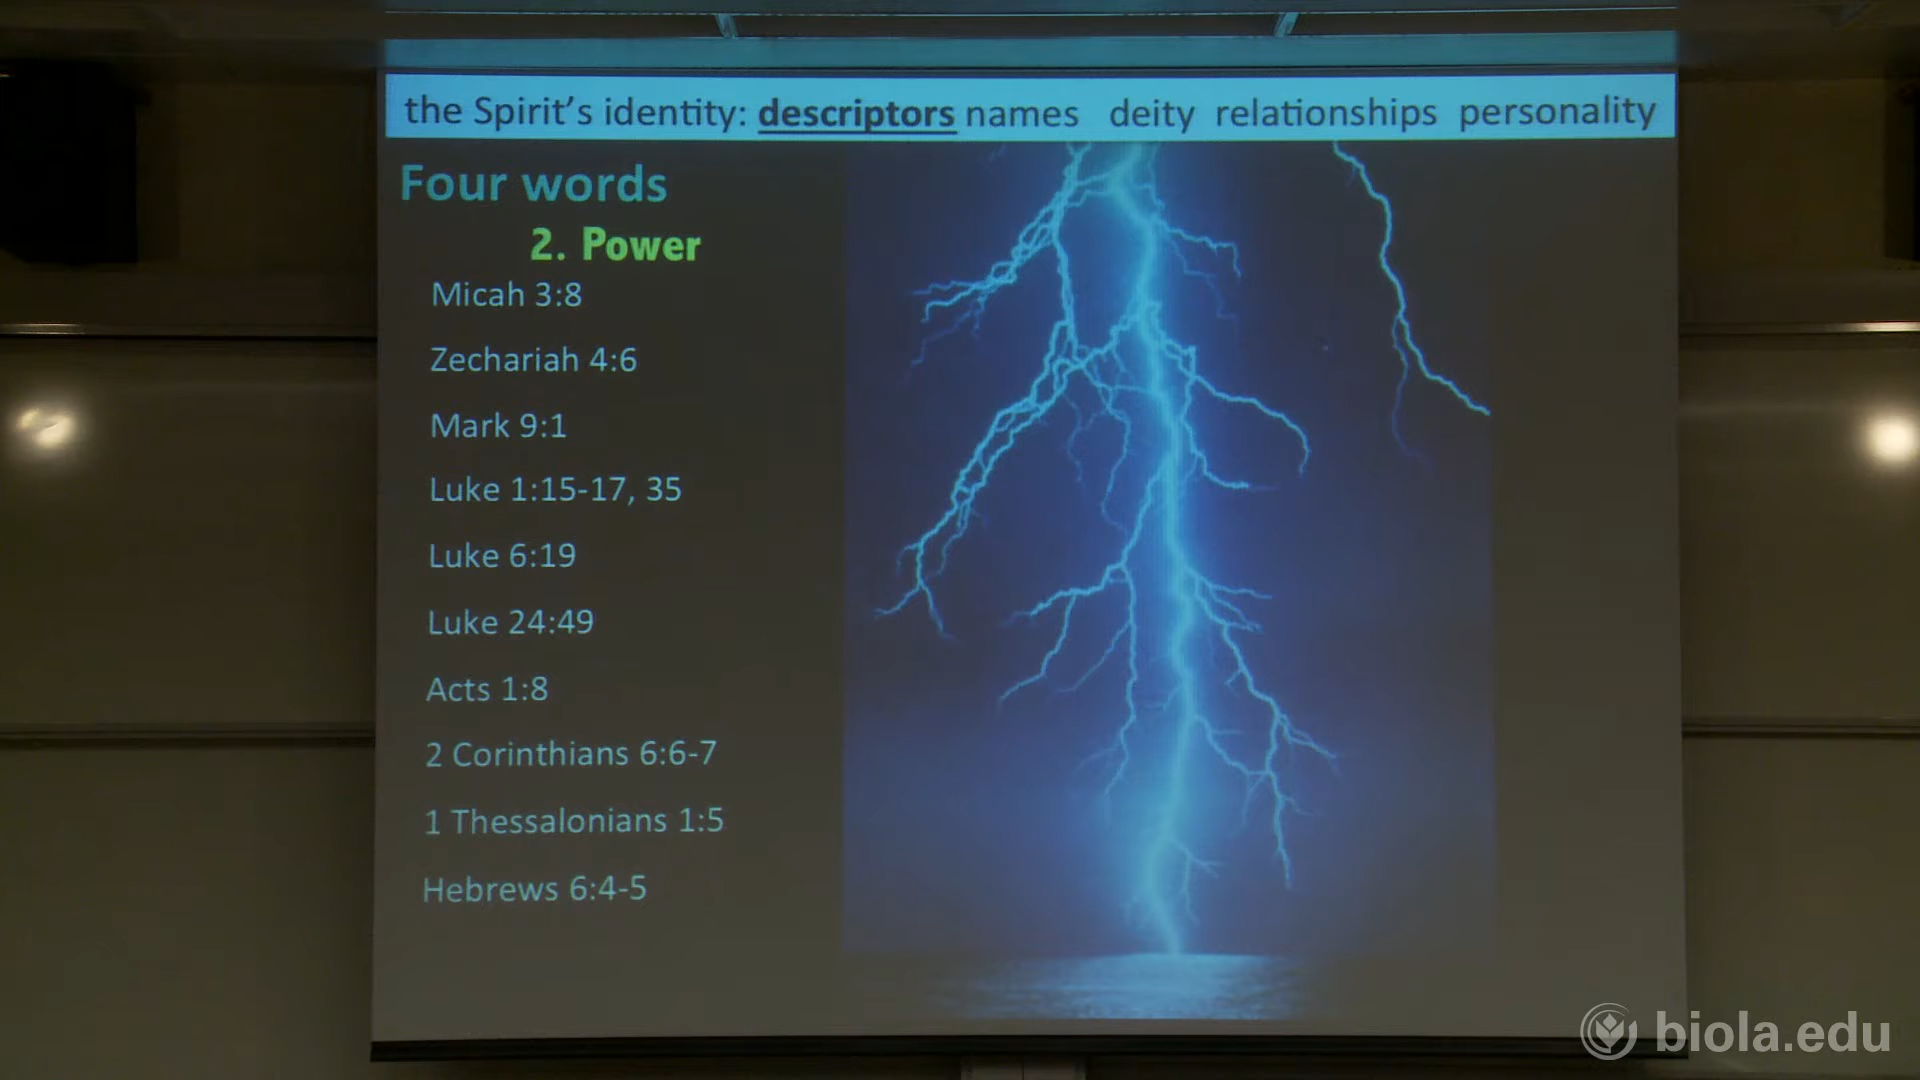 the Spirit's identity: descriptors names deity relationships personality
Four words
2. Power
Micah 3:8
Zechariah 4:6
Mark 9:1
Luke 1:15-17, 35
Luke 6:19
Luke 24:49
Acts 1:8
2 Corinthians 6:6-7
1 Thessalonians 1:5
Hebrews 6:4-5
biola.edu